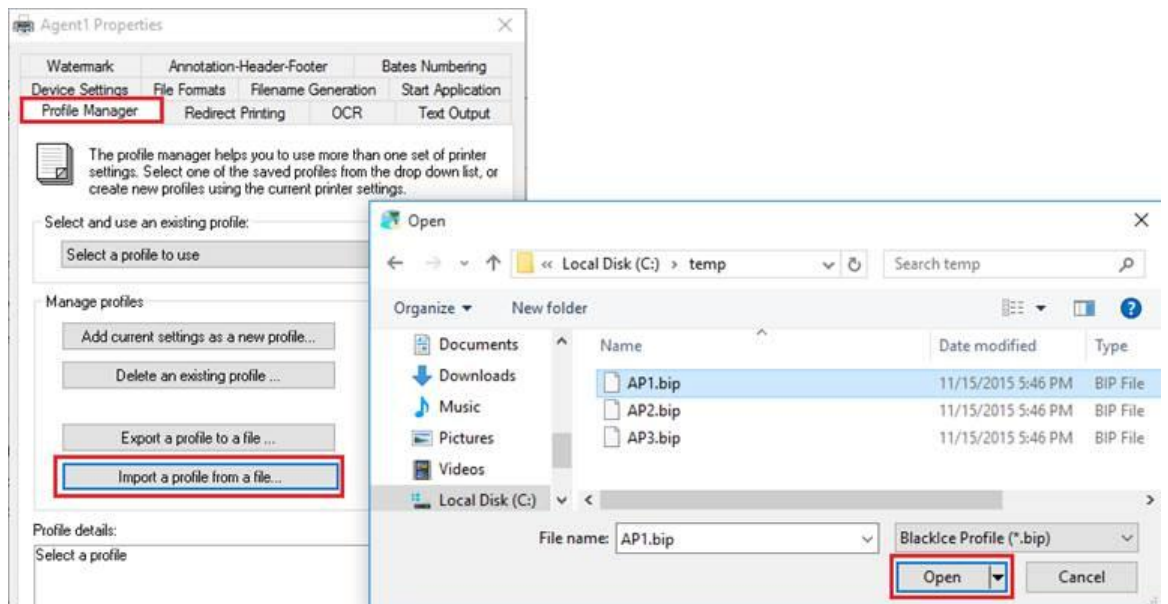 Agent1 Properties
Watermark Annotation-Header-Footer Bates Numbering
Device Settings File Formats Filename Generation Start Application
Profile Manager Redirect Printing OCR Text Output
The profile manager helps you to use more than one set of printer
settings. Select one of the saved profiles from the drop down list, or
create new profiles using the current printer settings.
Select and use an existing profile:
Select a profile to use
Manage profiles
Add current settings as a new profile...
Delete an existing profile ...
Export a profile to a file ...
Import a profile from a file...
Profile details:
Select a profile
Open
« Local Disk (C:) › temp
Search temp
Organize New folder
Documents
Downloads
Music
Pictures
Videos
Local Disk (C:)
Name Date modified Type
AP1.bip 11/15/2015 5:46 PM BIP File
AP2.bip 11/15/2015 5:46 PM BIP File
AP3.bip 11/15/2015 5:46 PM BIP File
File name: AP1.bip BlackIce Profile (*.bip)
Open Cancel